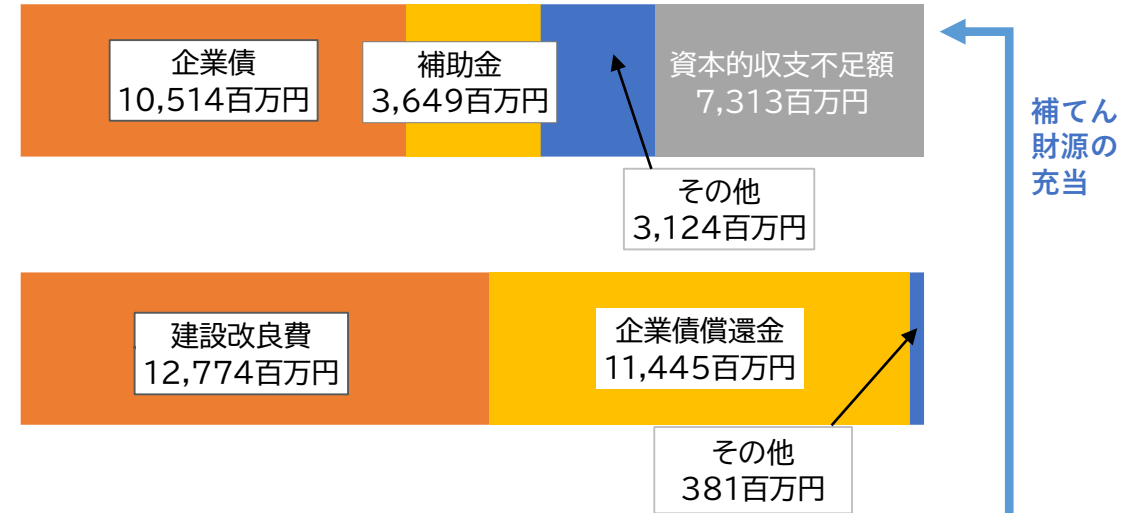 企業債
10,514百万円
補助金
3,649百万円
資本的収支不足額
7,313百万円
その他
3,124百万円
補てん
財源の
充当
建設改良費
12,774百万円
企業債償還金
11,445百万円
その他
381百万円